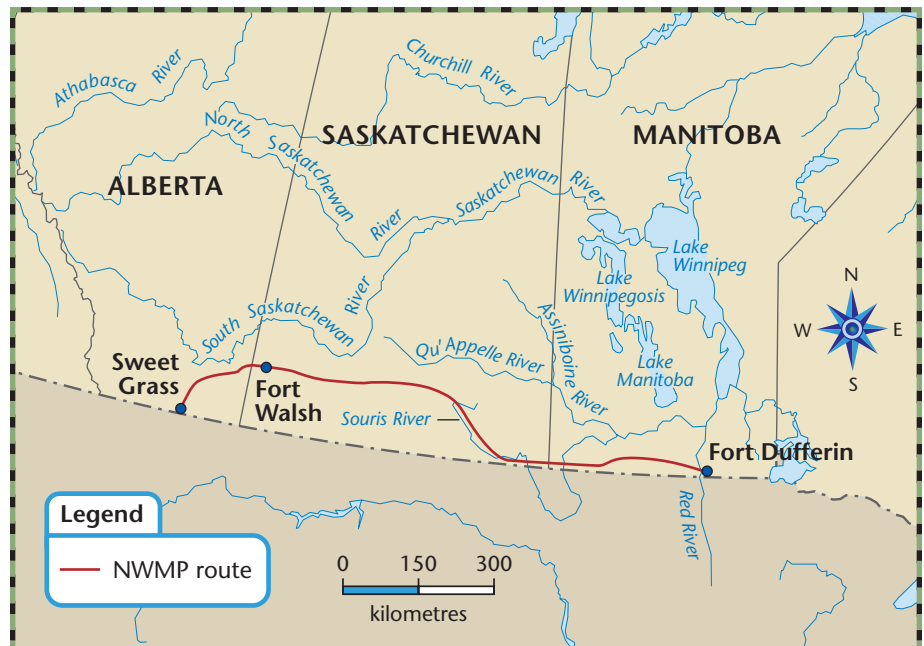 Athabasca River
Churchill River
North Saskatchewan River
SASKATCHEWAN
MANITOBA
ALBERTA
Saskatchewan River
Lake
Winnipeg
Lake
Winnipegosis
N
W
E
S
South Saskatchewan River
Assiniboine River
Qu'Appelle River
Lake
Manitoba
Sweet
Grass
Fort
Walsh
Souris River
Fort Dufferin
Red River
Legend
NWMP route
0 150 300
kilometres